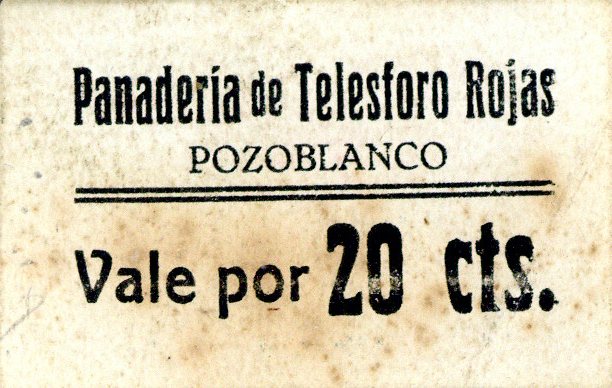 Panadería de Telesforo Rojas
POZOBLANCO
Vale por 20 cts.